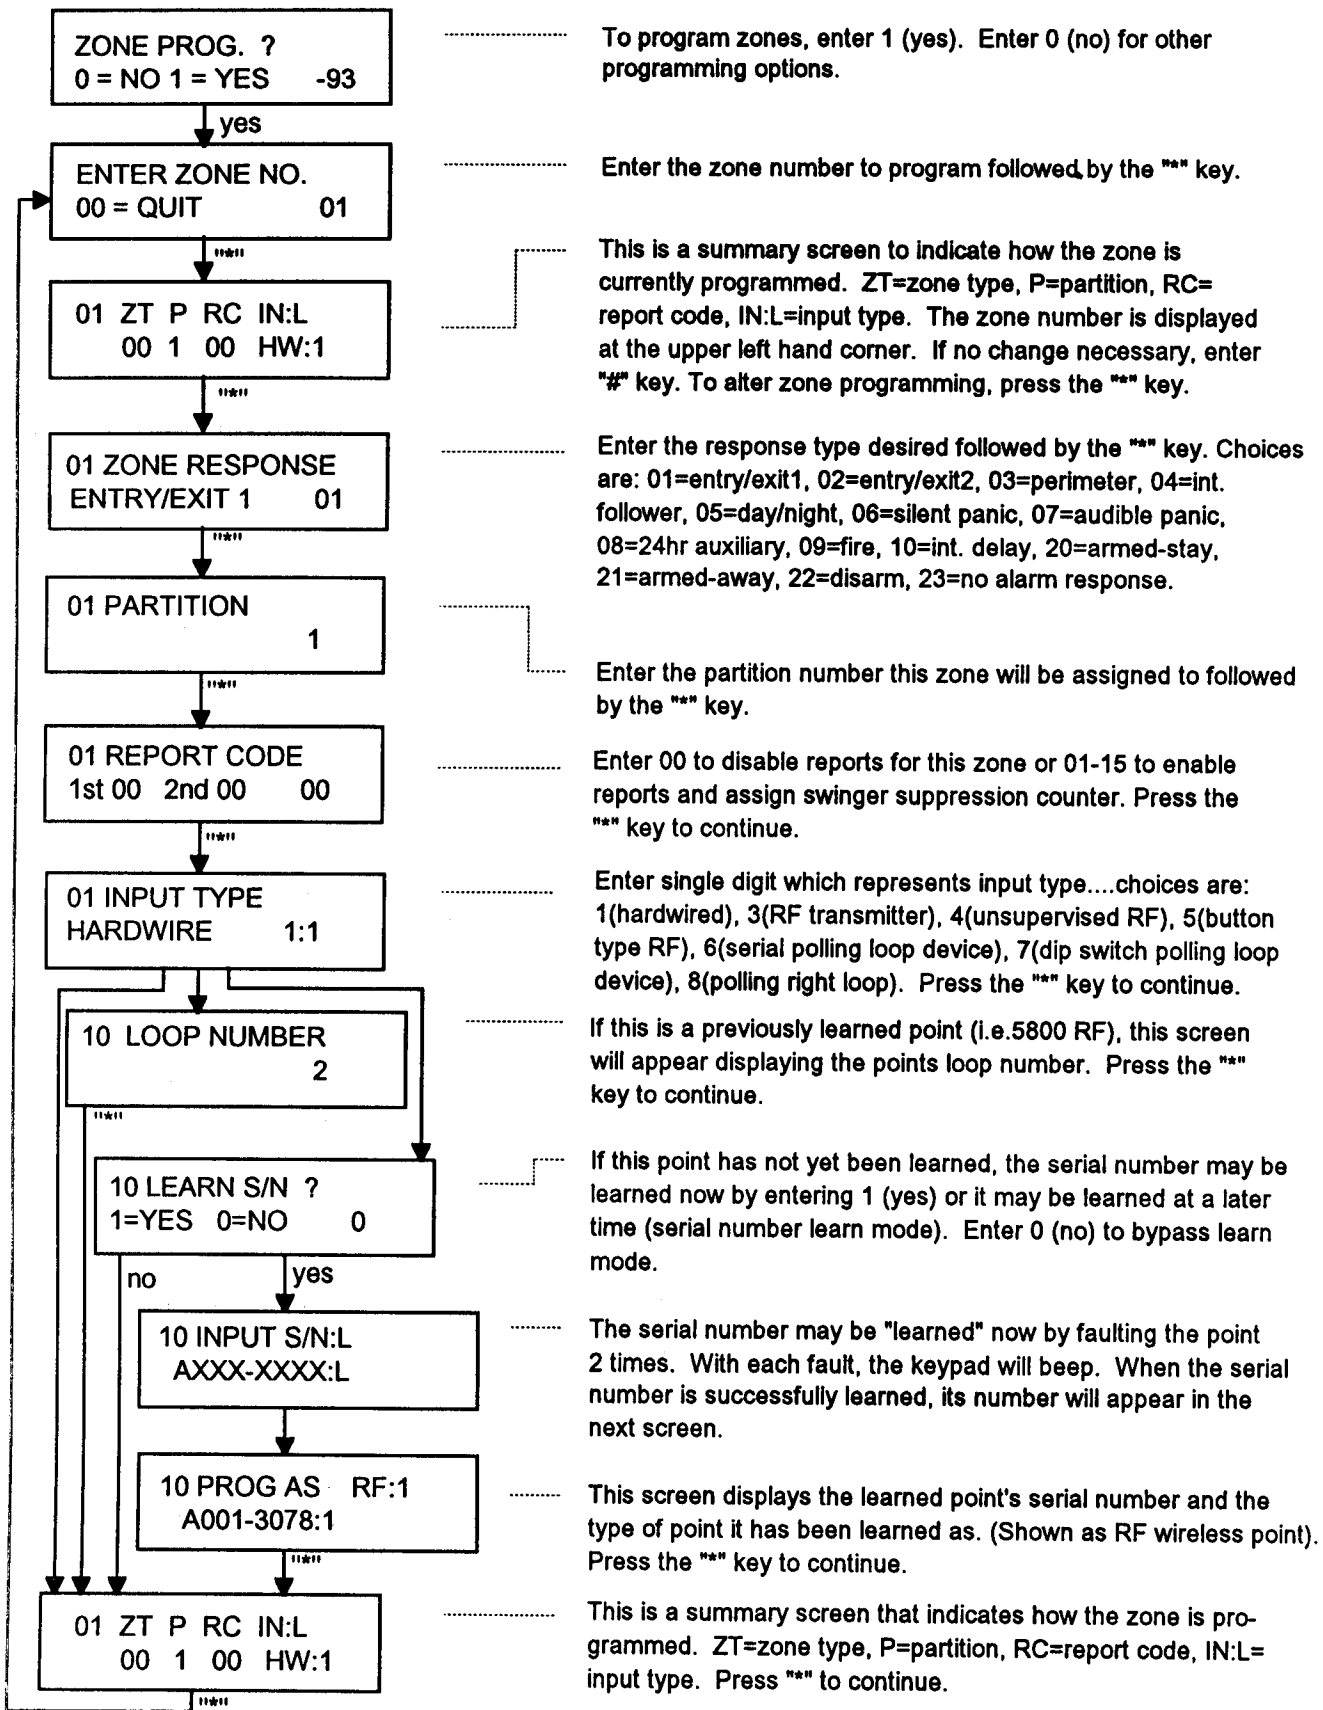 ZONE PROG. ?
0 = NO 1 = YES -93
To program zones, enter 1 (yes). Enter 0 (no) for other
programming options.
yes
ENTER ZONE NO.
00 = QUIT 01
Enter the zone number to program followed by the "*" key.
"*"
01 ZT P RC IN:L
00 1 00 HW:1
This is a summary screen to indicate how the zone is
currently programmed. ZT=zone type, P=partition, RC=
report code, IN:L=input type. The zone number is displayed
at the upper left hand corner. If no change necessary, enter
"#" key. To alter zone programming, press the "*" key.
"*"
01 ZONE RESPONSE
ENTRY/EXIT 1 01
Enter the response type desired followed by the "*" key. Choices
are: 01=entry/exit1, 02=entry/exit2, 03=perimeter, 04=int.
follower, 05=day/night, 06=silent panic, 07=audible panic,
08=24hr auxiliary, 09=fire, 10=int. delay, 20=armed-stay,
21=armed-away, 22=disarm, 23=no alarm response.
"*"
01 PARTITION
1
Enter the partition number this zone will be assigned to followed
by the "*" key.
"*"
01 REPORT CODE
1st 00 2nd 00 00
Enter 00 to disable reports for this zone or 01-15 to enable
reports and assign swinger suppression counter. Press the
"*" key to continue.
"*"
01 INPUT TYPE
HARDWIRE 1:1
Enter single digit which represents input type....choices are:
1(hardwired), 3(RF transmitter), 4(unsupervised RF), 5(button
type RF), 6(serial polling loop device), 7(dip switch polling loop
device), 8(polling right loop). Press the "*" key to continue.
10 LOOP NUMBER
2
If this is a previously learned point (i.e.5800 RF), this screen
will appear displaying the points loop number. Press the "*"
key to continue.
"*"
10 LEARN S/N ?
1=YES 0=NO 0
If this point has not yet been learned, the serial number may be
learned now by entering 1 (yes) or it may be learned at a later
time (serial number learn mode). Enter 0 (no) to bypass learn
mode.
no
yes
10 INPUT S/N:L
AXXX-XXXX:L
The serial number may be "learned" now by faulting the point
2 times. With each fault, the keypad will beep. When the serial
number is successfully learned, its number will appear in the
next screen.
10 PROG AS RF:1
A001-3078:1
This screen displays the learned point's serial number and the
type of point it has been learned as. (Shown as RF wireless point).
Press the "*" key to continue.
"*"
01 ZT P RC IN:L
00 1 00 HW:1
This is a summary screen that indicates how the zone is pro-
grammed. ZT=zone type, P=partition, RC=report code, IN:L=
input type. Press "*" to continue.
"*"